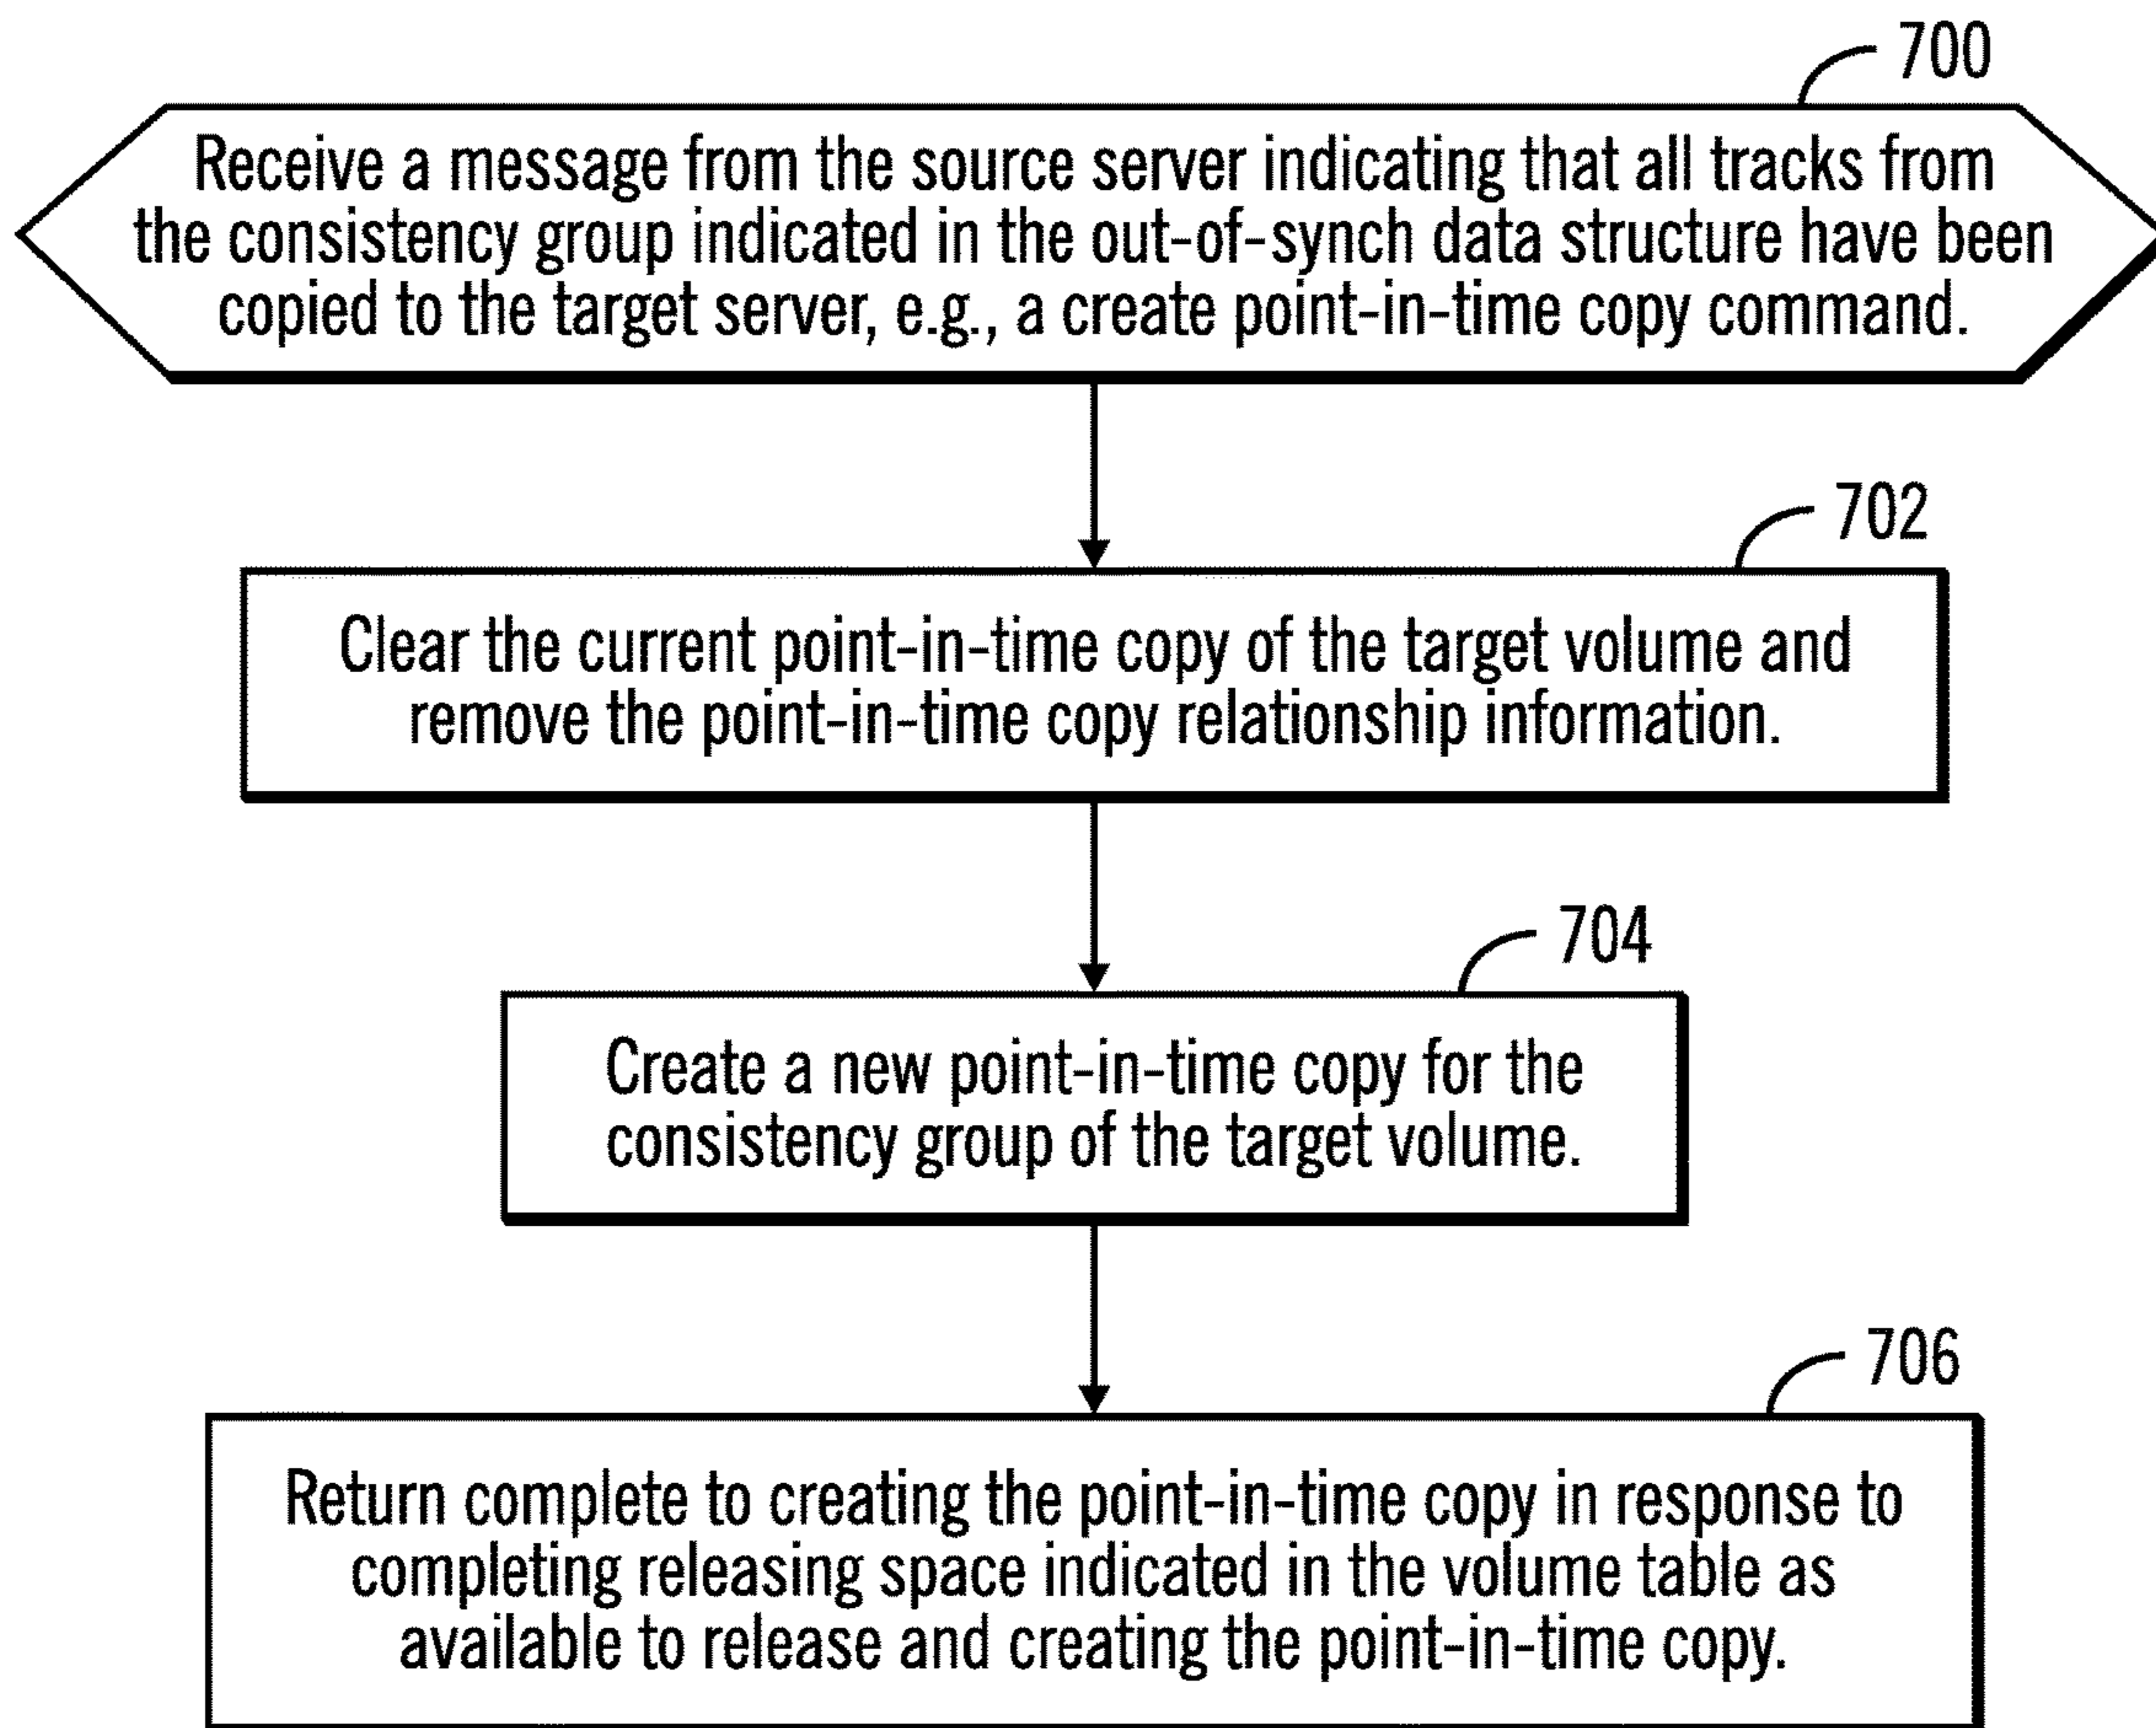 700
Receive a message from the source server indicating that all tracks from
the consistency group indicated in the out-of-synch data structure have been
copied to the target server, e.g., a create point-in-time copy command.
702
Clear the current point-in-time copy of the target volume and
remove the point-in-time copy relationship information.
704
Create a new point-in-time copy for the
consistency group of the target volume.
706
Return complete to creating the point-in-time copy in response to
completing releasing space indicated in the volume table as
available to release and creating the point-in-time copy.